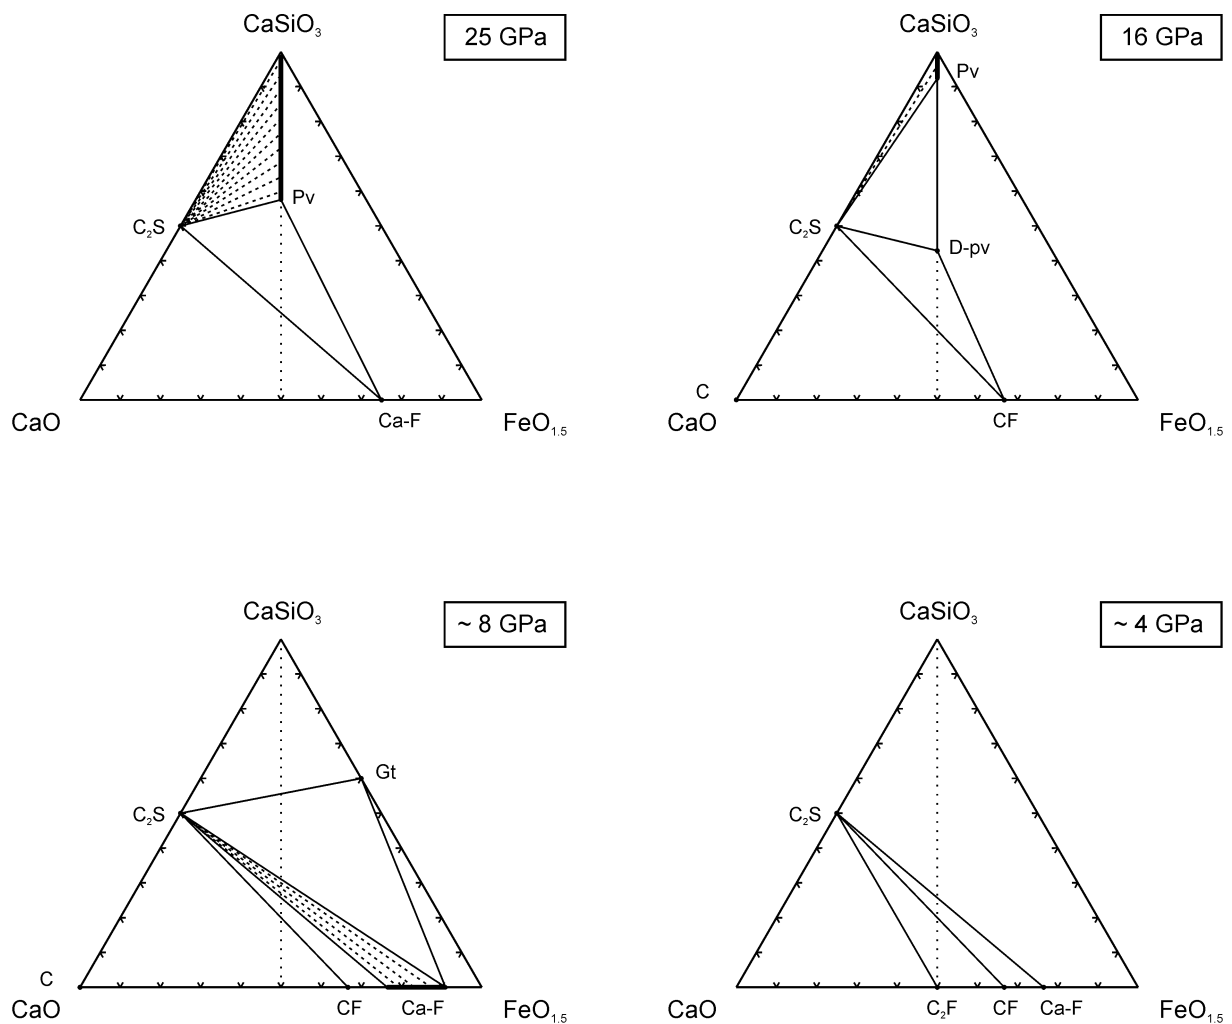 CaSiO₃
25 GPa
Pv
C₂S
CaO
Ca-F
FeO₁.₅
CaSiO₃
16 GPa
Pv
C₂S
D-pv
C
CaO
CF
FeO₁.₅
CaSiO₃
~ 8 GPa
Gt
C₂S
C
CaO
CF
Ca-F
FeO₁.₅
CaSiO₃
~ 4 GPa
C₂S
CaO
C₂F
CF
Ca-F
FeO₁.₅